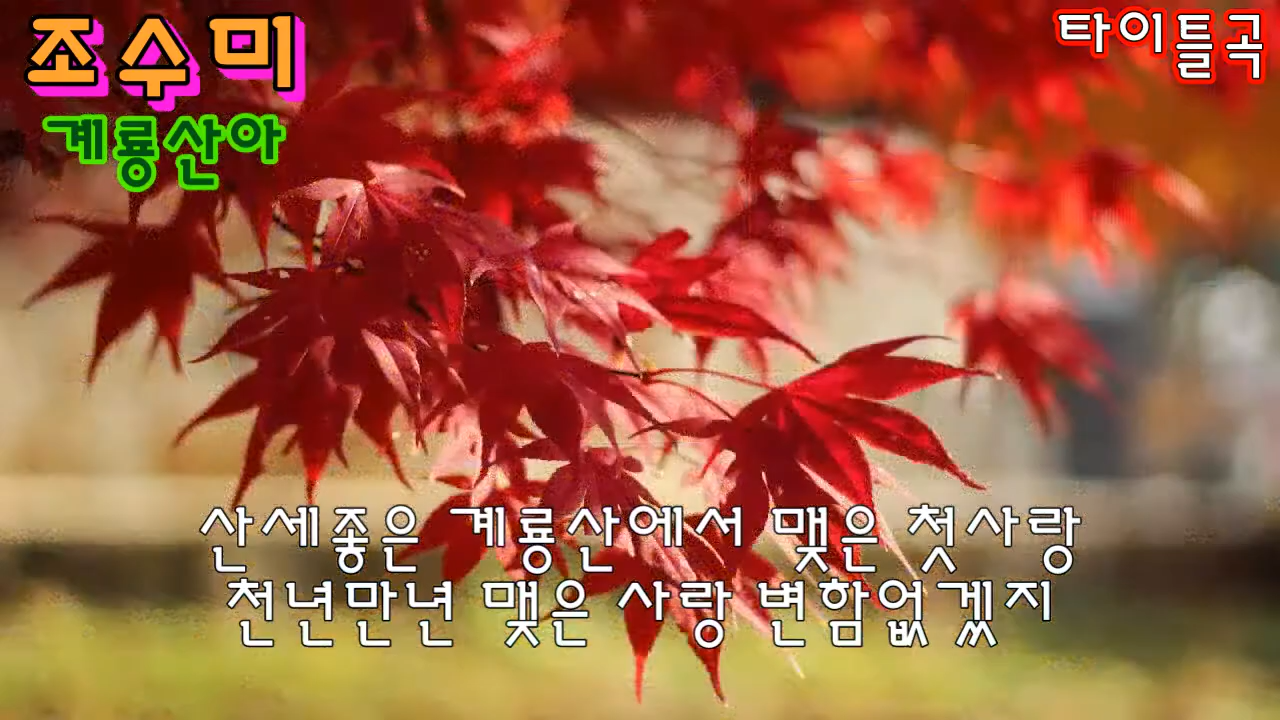 조수미
계룡산아
타이틀곡
산세좋은 계룡산에서 맺은 첫사랑
천년만년 맺은 사랑 변함없겠지